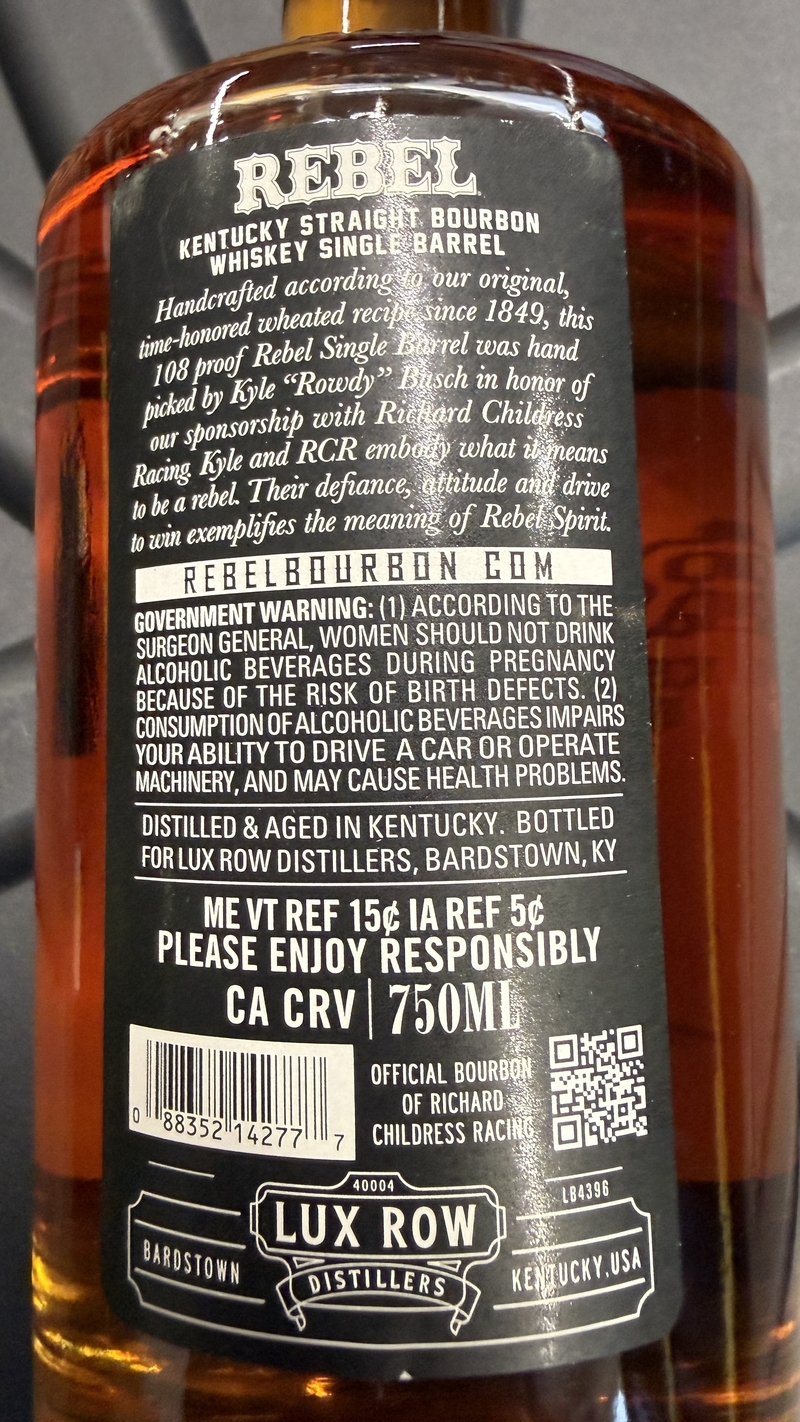 REBEL
KENTUCKY STRAIGHT BOURBON
WHISKEY SINGLE BARREL
Handcrafted according to our original,
time-honored wheated recipe since 1849, this
108 proof Rebel Single Barrel was hand
picked by Kyle “Rowdy” Busch in honor of
our sponsorship with Richard Childress
Racing. Kyle and RCR embody what it means
to be a rebel. Their defiance, attitude and drive
to win exemplifies the meaning of Rebel Spirit.
REBELBOURBON COM
GOVERNMENT WARNING: (1) ACCORDING TO THE
SURGEON GENERAL, WOMEN SHOULD NOT DRINK
ALCOHOLIC BEVERAGES DURING PREGNANCY
BECAUSE OF THE RISK OF BIRTH DEFECTS. (2)
CONSUMPTION OF ALCOHOLIC BEVERAGES IMPAIRS
YOUR ABILITY TO DRIVE A CAR OR OPERATE
MACHINERY, AND MAY CAUSE HEALTH PROBLEMS.
DISTILLED & AGED IN KENTUCKY. BOTTLED
FOR LUX ROW DISTILLERS, BARDSTOWN, KY
ME VT REF 15¢ IA REF 5¢
PLEASE ENJOY RESPONSIBLY
CA CRV | 750ML
0 88352 14277 7
OFFICIAL BOURBON
OF RICHARD
CHILDRESS RACING
40004
LB4396
LUX ROW
DISTILLERS
BARDSTOWN
KENTUCKY, USA